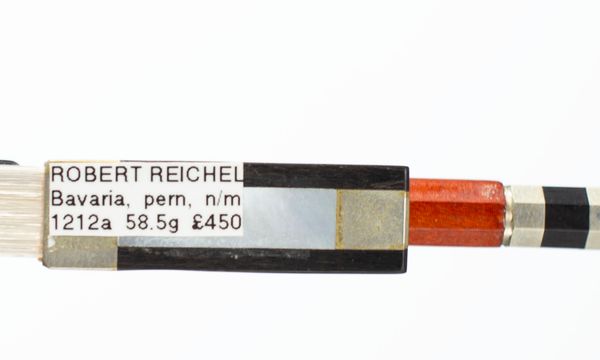 ROBERT REICHEL
Bavaria, pern, n/m
1212a 58.5g £450